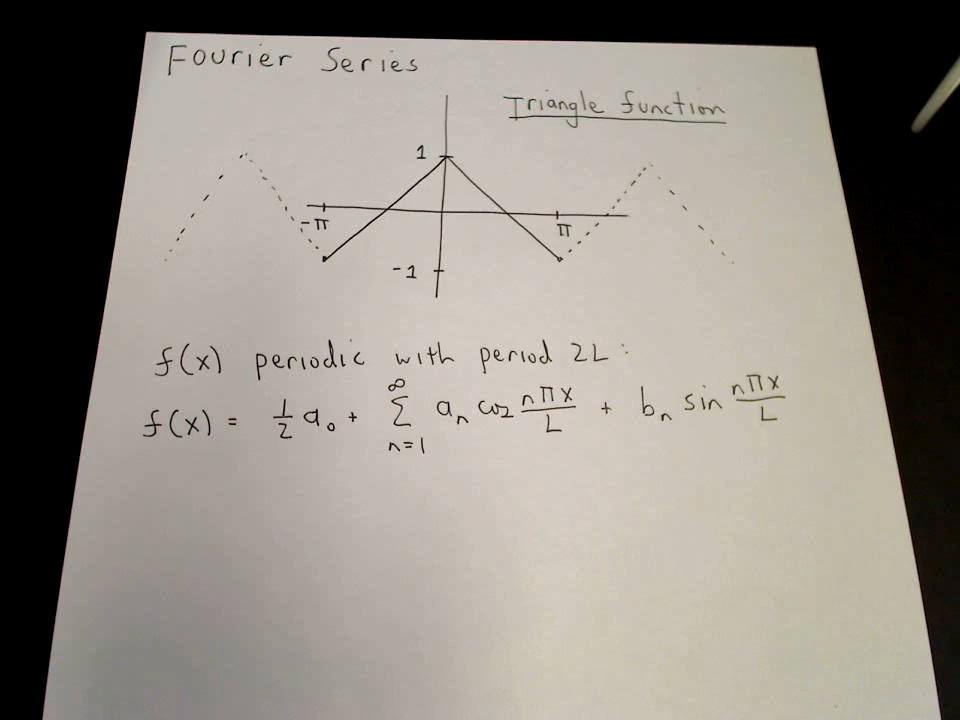 Fourier Series
Triangle function
1
-π π
-1
f(x) periodic with period 2L:
f(x) = 1/2 a₀ + ∑_{n=1}^{∞} aₙ cos nπx/L + bₙ sin nπx/L